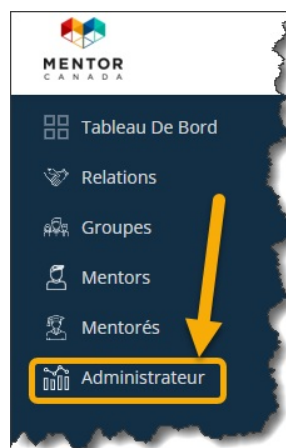 MENTOR
CANADA
Tableau De Bord
Relations
Groupes
Mentors
Mentorés
Administrateur